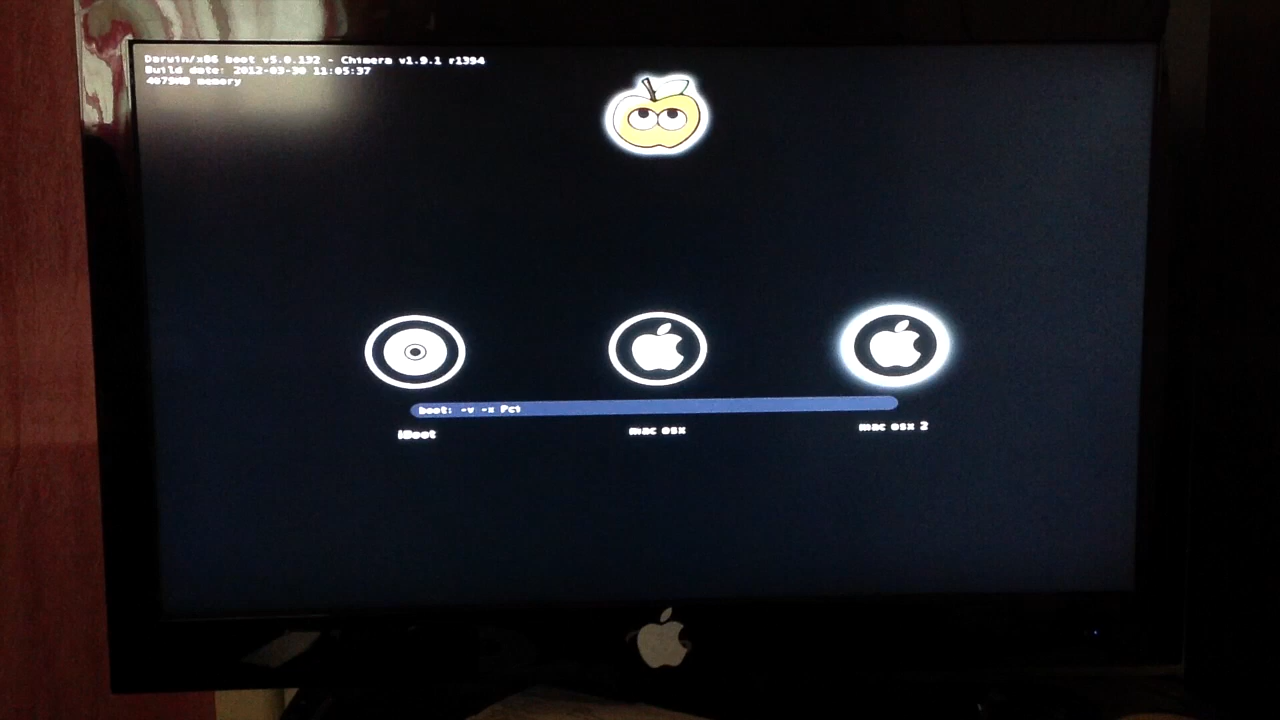 Darwin/x86 boot v5.0.132 - Chimera v1.9.1 r1394
Build date: 2012-03-30 11:05:37
4079MB memory
boot: -v -x Pci
iBoot
mac osx
mac osx 2